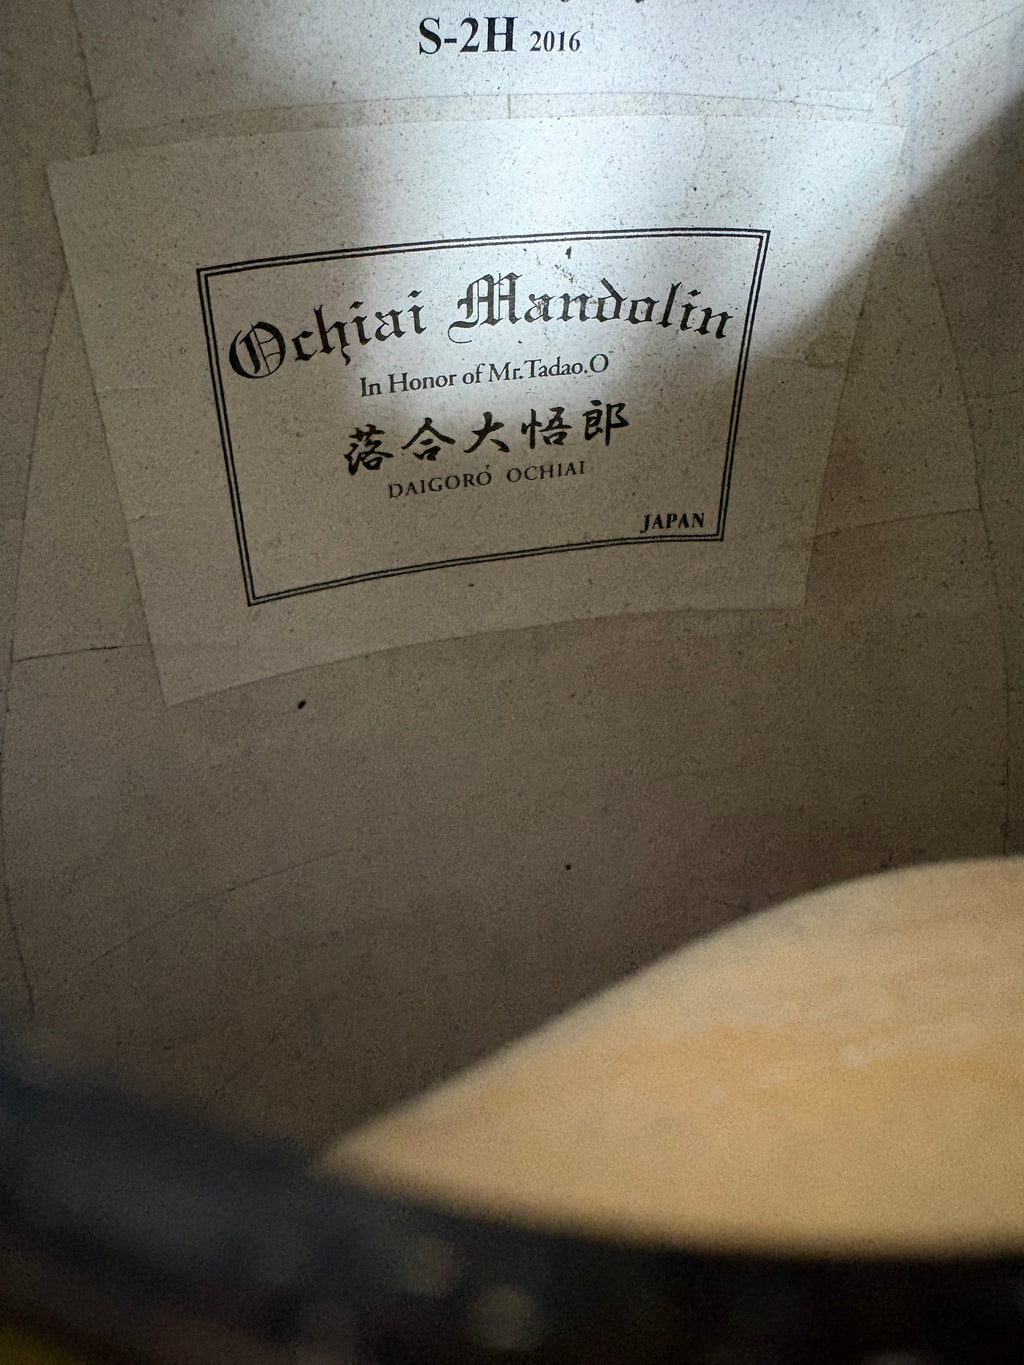 S-2H 2016
Ochiai Mandolin
In Honor of Mr.Tadao.O
落合大悟郎
DAIGORO OCHIAI
JAPAN